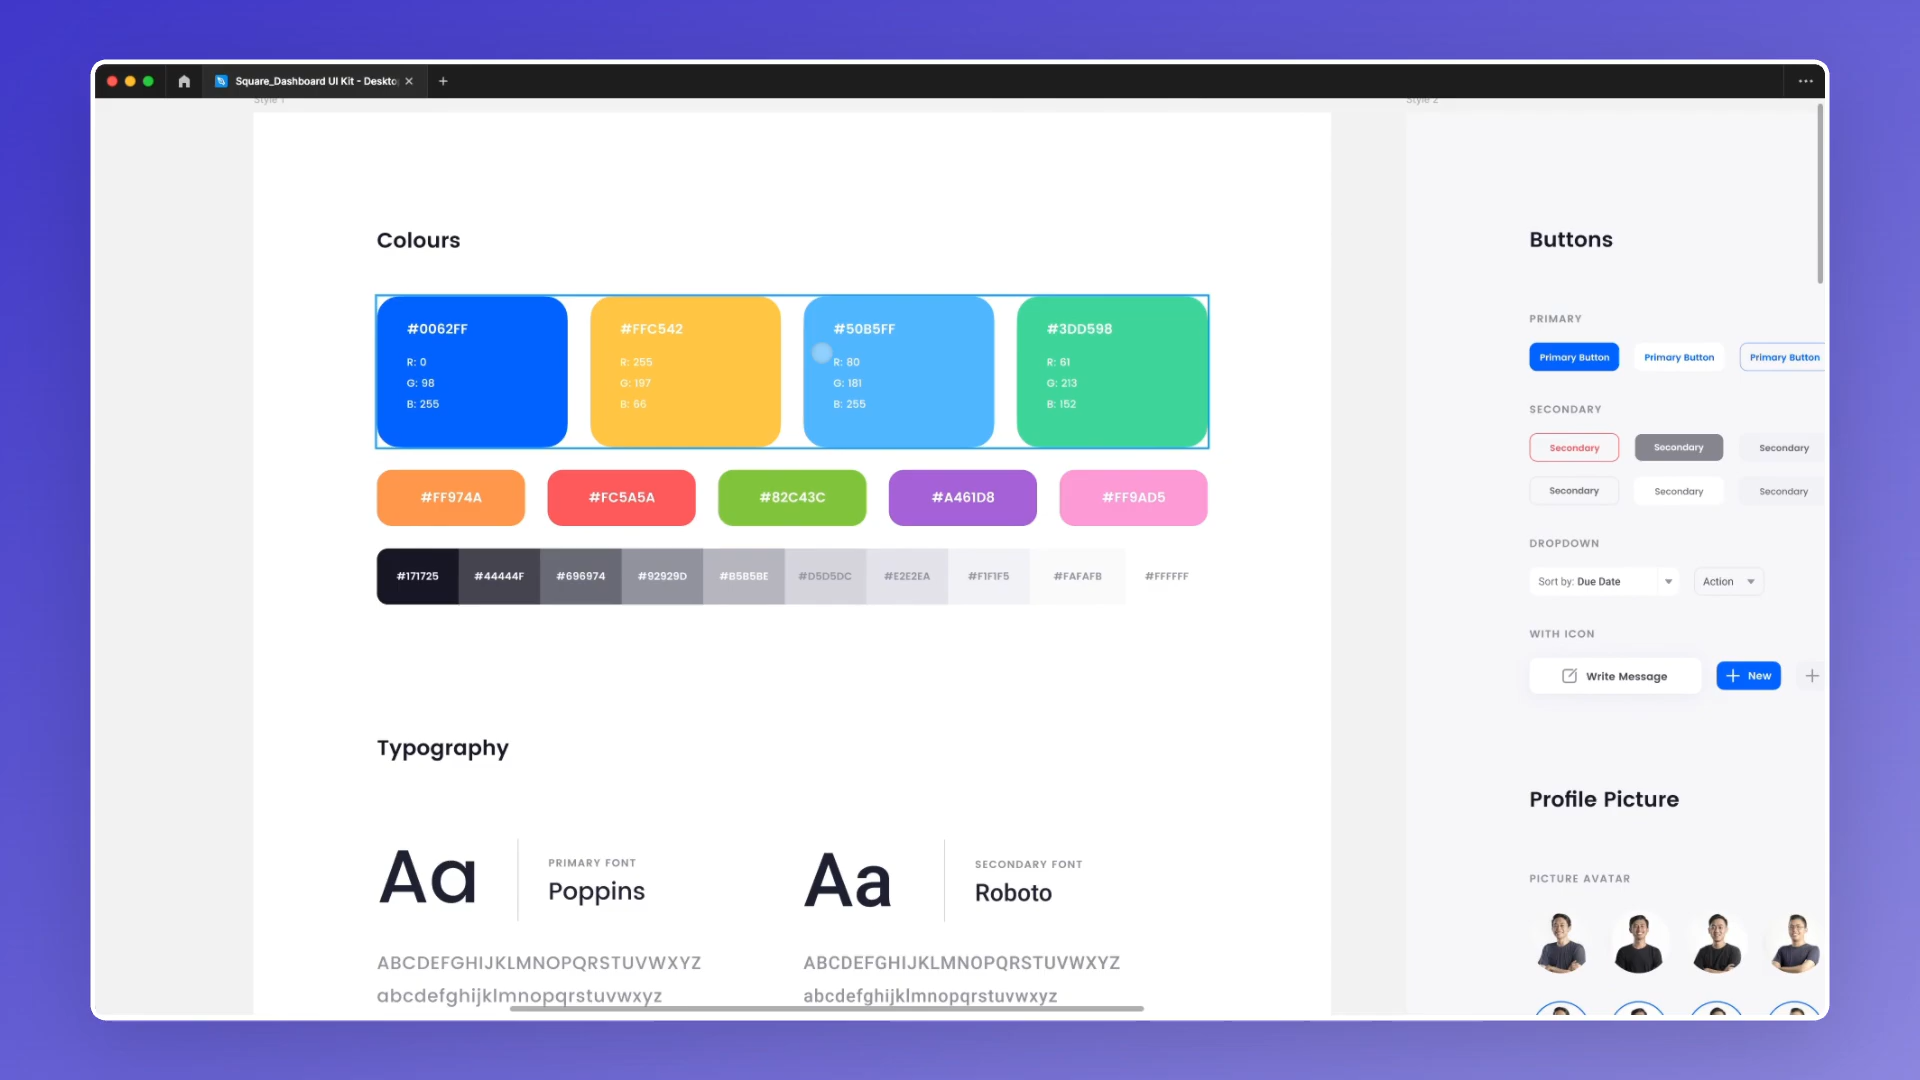 Square_Dashboard UI Kit - Deskto
Style 1
Style 2
Colours
#0062FF
R: 0
G: 98
B: 255
#FFC542
R: 255
G: 197
B: 66
#50B5FF
R: 80
G: 181
B: 255
#3DD598
R: 61
G: 213
B: 152
#FF974A
#FC5A5A
#82C43C
#A461D8
#FF9AD5
#171725
#44444F
#696974
#92929D
#B5B5BE
#D5D5DC
#E2E2EA
#F1F1F5
#FAFAFB
#FFFFFF
Typography
Aa
PRIMARY FONT
Poppins
ABCDEFGHIJKLMNOPQRSTUVWXYZ
abcdefghijklmnopqrstuvwxyz
Aa
SECONDARY FONT
Roboto
ABCDEFGHIJKLMNOPQRSTUVWXYZ
abcdefghijklmnopqrstuvwxyz
Buttons
PRIMARY
Primary Button
Primary Button
Primary Button
SECONDARY
Secondary
Secondary
Secondary
Secondary
Secondary
Secondary
DROPDOWN
Sort by: Due Date
Action
WITH ICON
Write Message
New
Profile Picture
PICTURE AVATAR